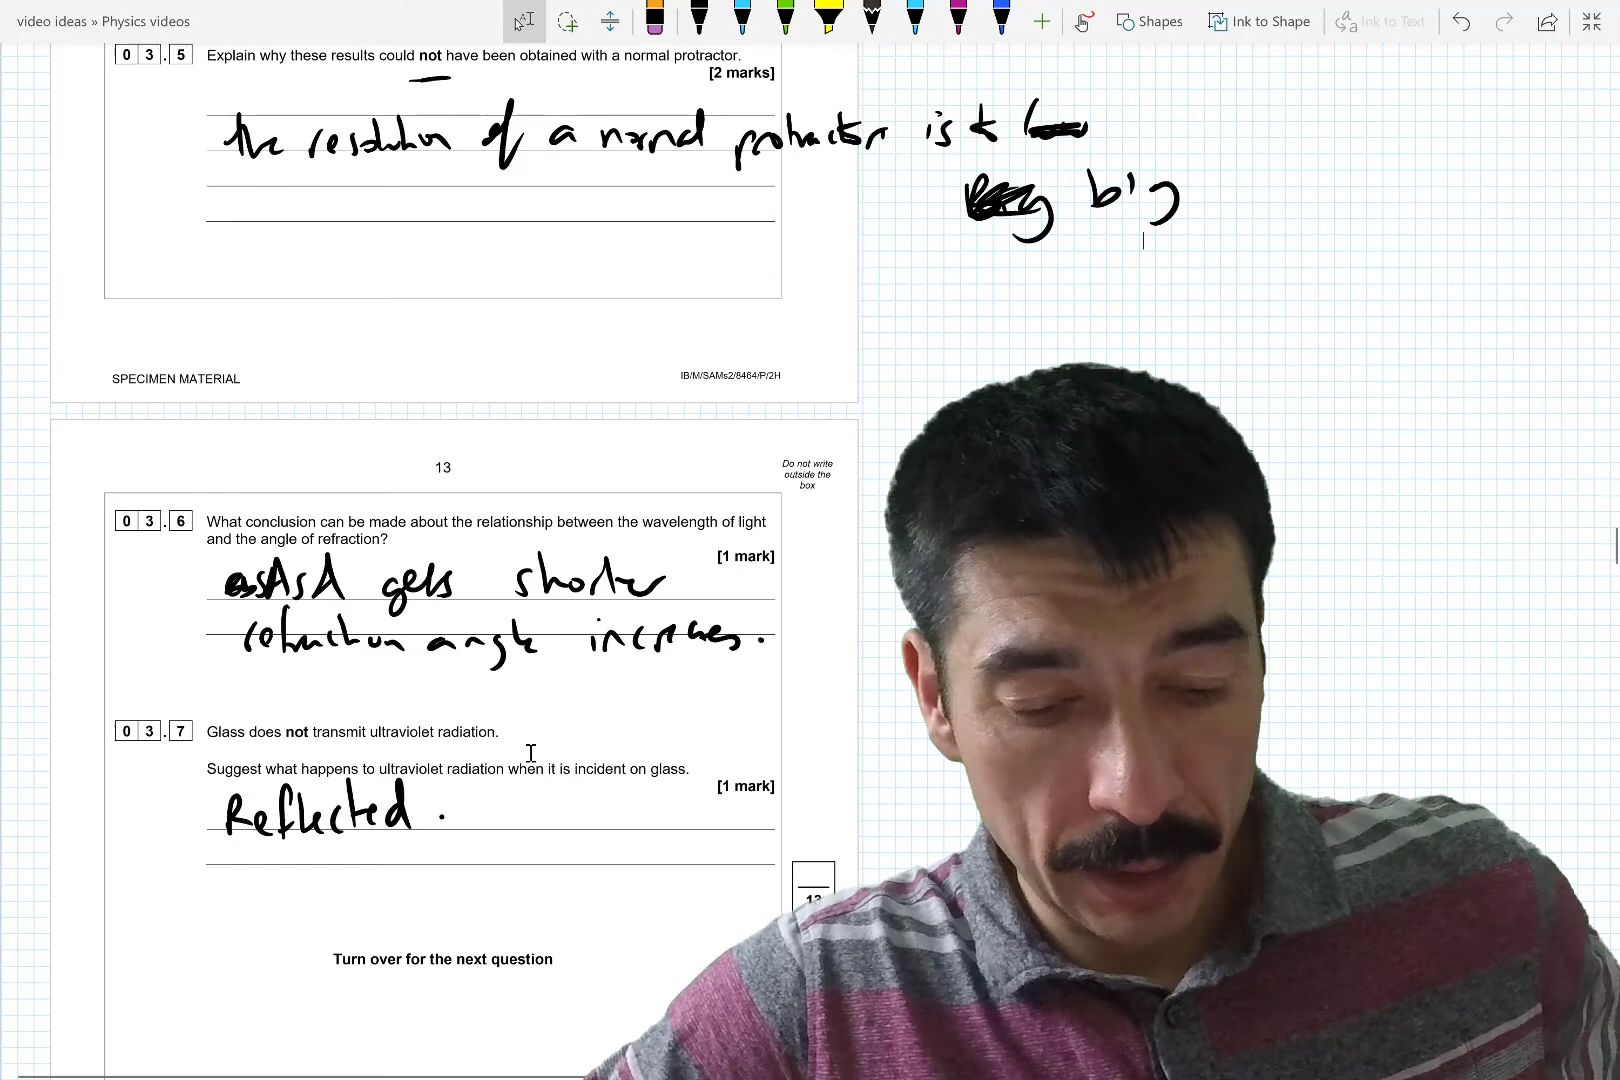 video ideas » Physics videos
Shapes
Ink to Shape
Ink to Text
0 3 . 5 Explain why these results could not have been obtained with a normal protractor.
[2 marks]
the resolution of a normal protractor is
big
SPECIMEN MATERIAL
IB/M/SAMs2/8464/P/2H
13
Do not write
outside the
box
0 3 . 6 What conclusion can be made about the relationship between the wavelength of light
and the angle of refraction?
[1 mark]
As λ gets shorter
refraction angle increases.
0 3 . 7 Glass does not transmit ultraviolet radiation.
Suggest what happens to ultraviolet radiation when it is incident on glass.
[1 mark]
Reflected.
Turn over for the next question